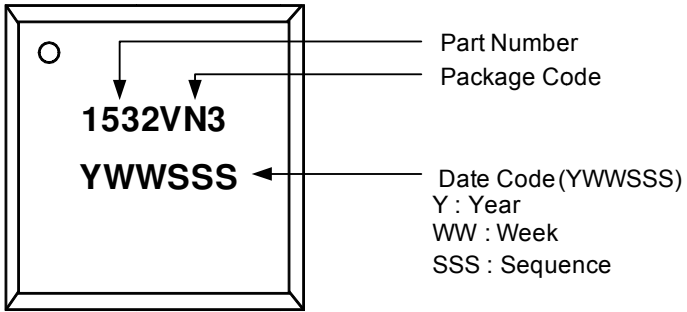 Part Number
Package Code
1532VN3
YWWSSS
Date Code (YWWSSS)
Y : Year
WW : Week
SSS : Sequence